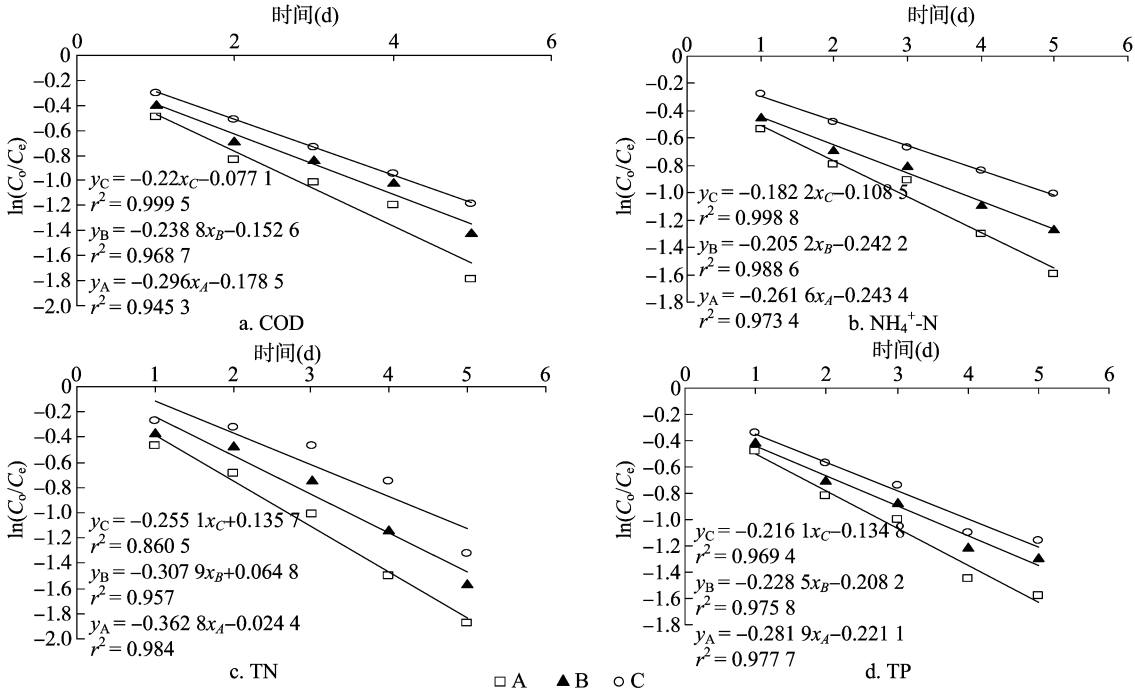 时间(d)
0 2 4 6
0
−0.2
−0.4
−0.6
−0.8
−1.0
−1.2
−1.4
−1.6
−1.8
−2.0
ln(Co/Ce)
yC = −0.22xC−0.077 1
r² = 0.999 5
yB = −0.238 8xB−0.152 6
r² = 0.968 7
yA = −0.296xA−0.178 5
r² = 0.945 3
a. COD
时间(d)
0 1 2 3 4 5 6
0
−0.2
−0.4
−0.6
−0.8
−1.0
−1.2
−1.4
−1.6
−1.8
ln(Co/Ce)
yC = −0.182 2xC−0.108 5
r² = 0.998 8
yB = −0.205 2xB−0.242 2
r² = 0.988 6
yA = −0.261 6xA−0.243 4
r² = 0.973 4
b. NH₄⁺-N
时间(d)
0 1 2 3 4 5 6
0
−0.2
−0.4
−0.6
−0.8
−1.0
−1.2
−1.4
−1.6
−1.8
−2.0
ln(Co/Ce)
yC = −0.255 1xC+0.135 7
r² = 0.860 5
yB = −0.307 9xB+0.064 8
r² = 0.957
yA = −0.362 8xA−0.024 4
r² = 0.984
c. TN
时间(d)
0 1 2 3 4 5 6
0
−0.2
−0.4
−0.6
−0.8
−1.0
−1.2
−1.4
−1.6
−1.8
ln(Co/Ce)
yC = −0.216 1xC−0.134 8
r² = 0.969 4
yB = −0.228 5xB−0.208 2
r² = 0.975 8
yA = −0.281 9xA−0.221 1
r² = 0.977 7
d. TP
A B C